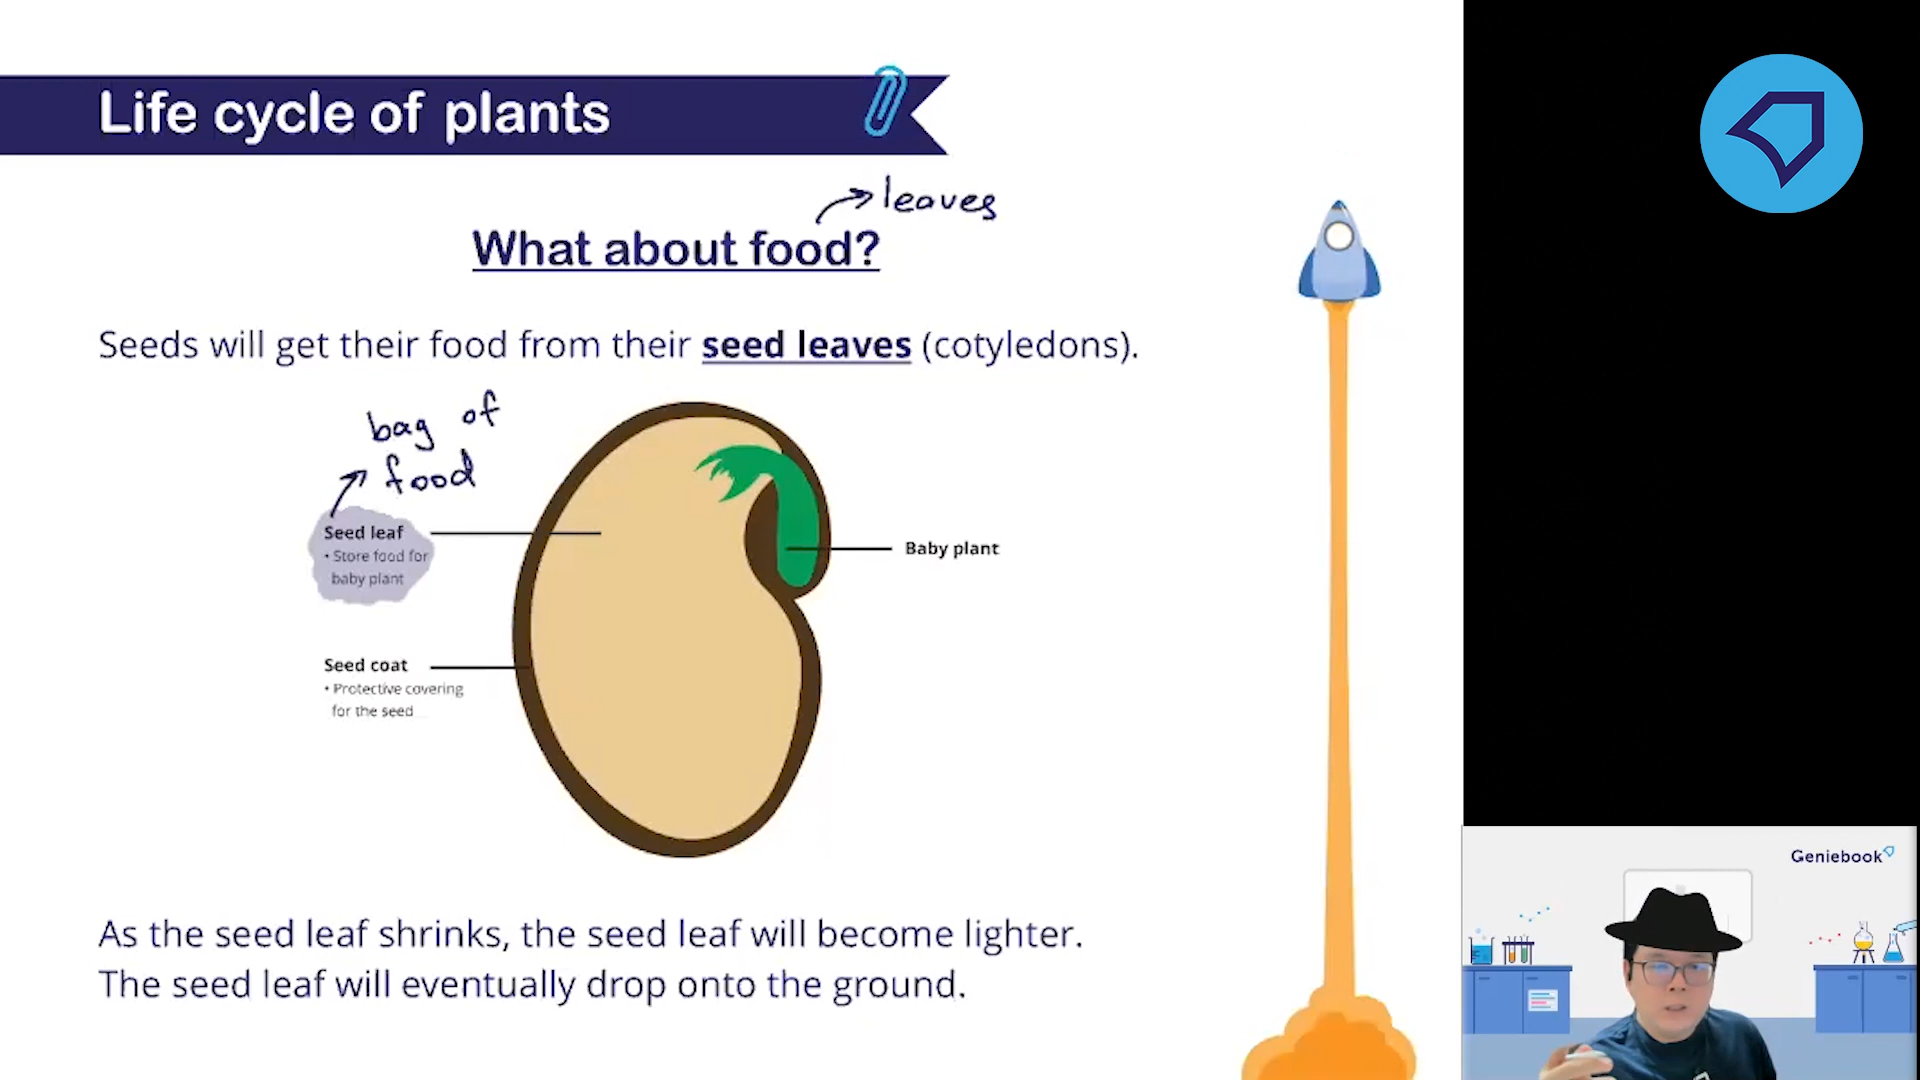 Life cycle of plants
leaves
What about food?
Seeds will get their food from their seed leaves (cotyledons).
bag of
food
Seed leaf
• Store food for
baby plant
Baby plant
Seed coat
• Protective covering
for the seed
As the seed leaf shrinks, the seed leaf will become lighter.
The seed leaf will eventually drop onto the ground.
Geniebook